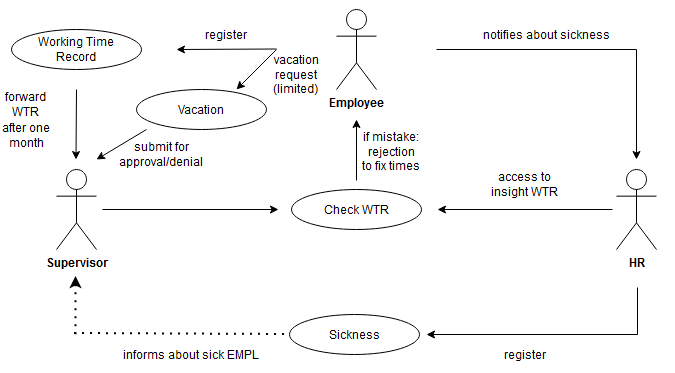 register
notifies about sickness
Working Time
Record
vacation
request
(limited)
Employee
forward
WTR
after one
month
Vacation
submit for
approval/denial
if mistake:
rejection
to fix times
access to
insight WTR
Check WTR
Supervisor
HR
Sickness
informs about sick EMPL
register